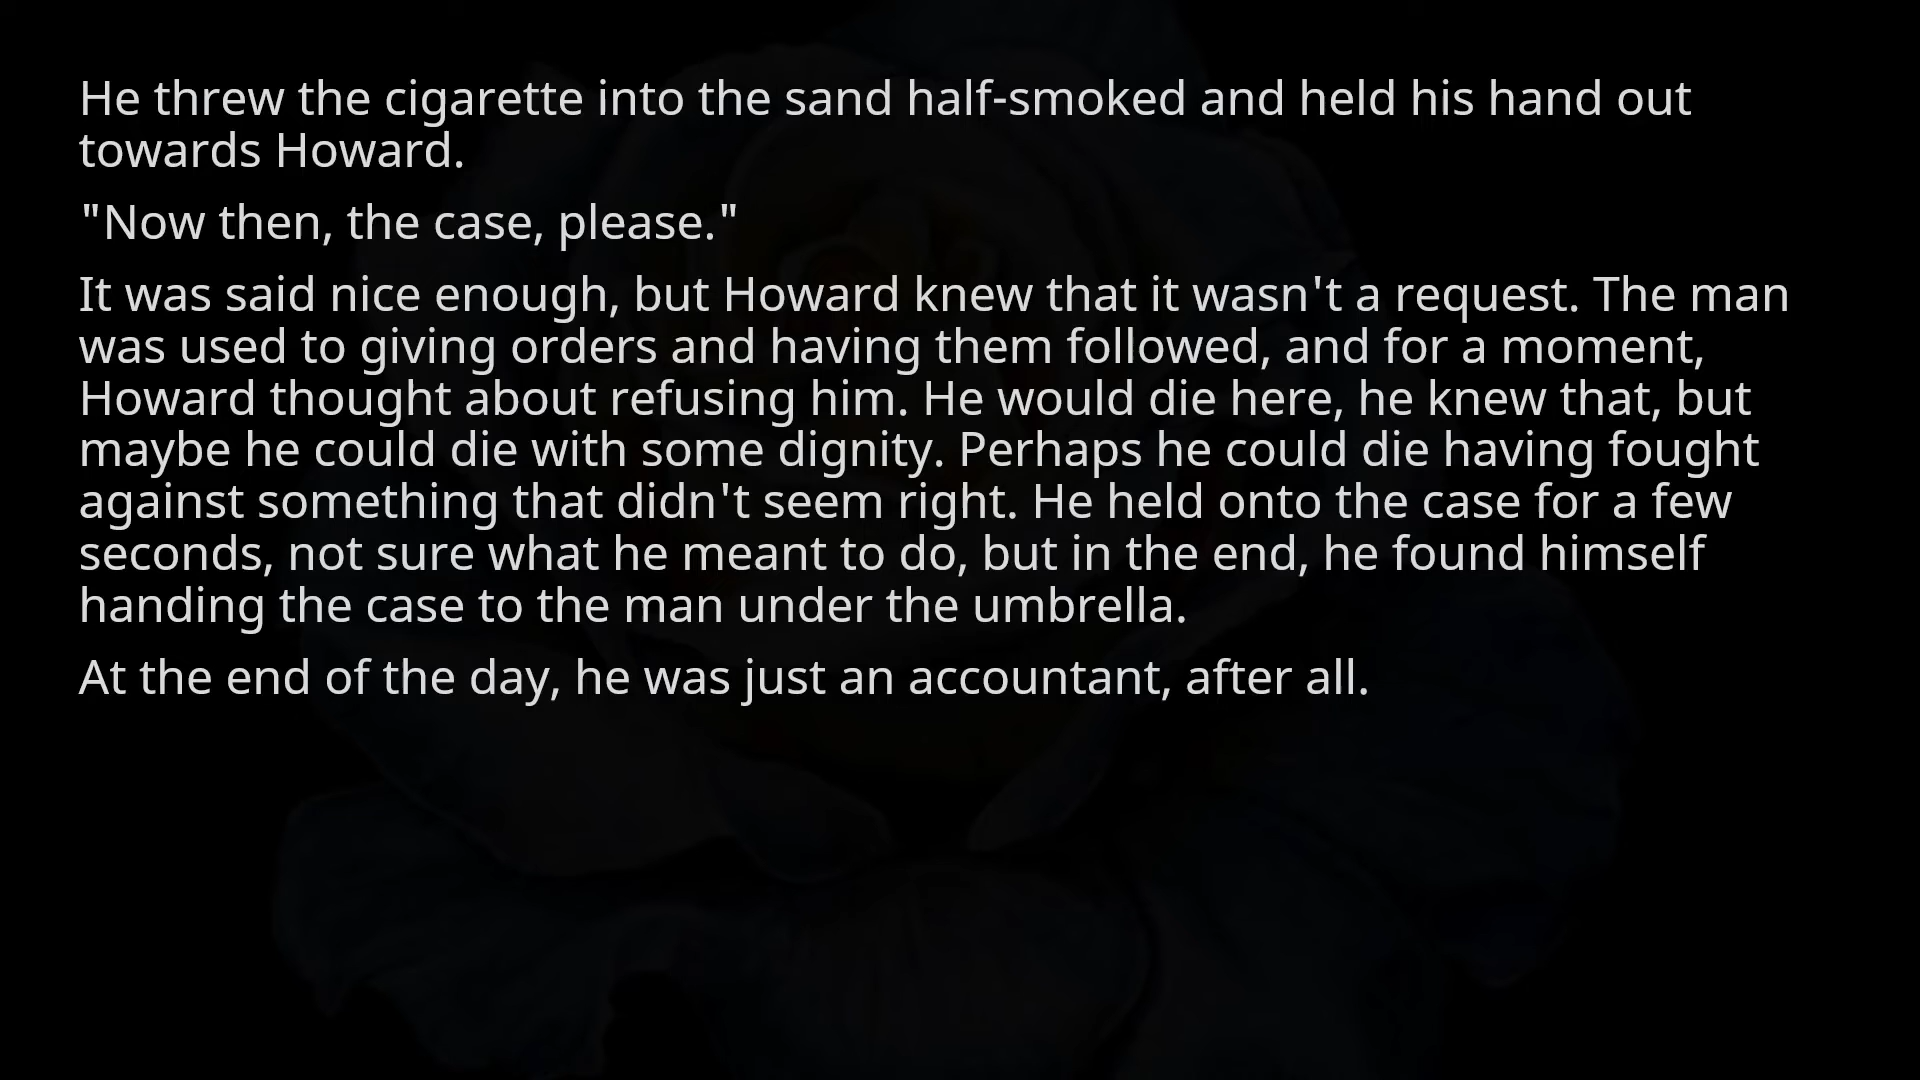 He threw the cigarette into the sand half-smoked and held his hand out
towards Howard.
"Now then, the case, please."
It was said nice enough, but Howard knew that it wasn't a request. The man
was used to giving orders and having them followed, and for a moment,
Howard thought about refusing him. He would die here, he knew that, but
maybe he could die with some dignity. Perhaps he could die having fought
against something that didn't seem right. He held onto the case for a few
seconds, not sure what he meant to do, but in the end, he found himself
handing the case to the man under the umbrella.
At the end of the day, he was just an accountant, after all.